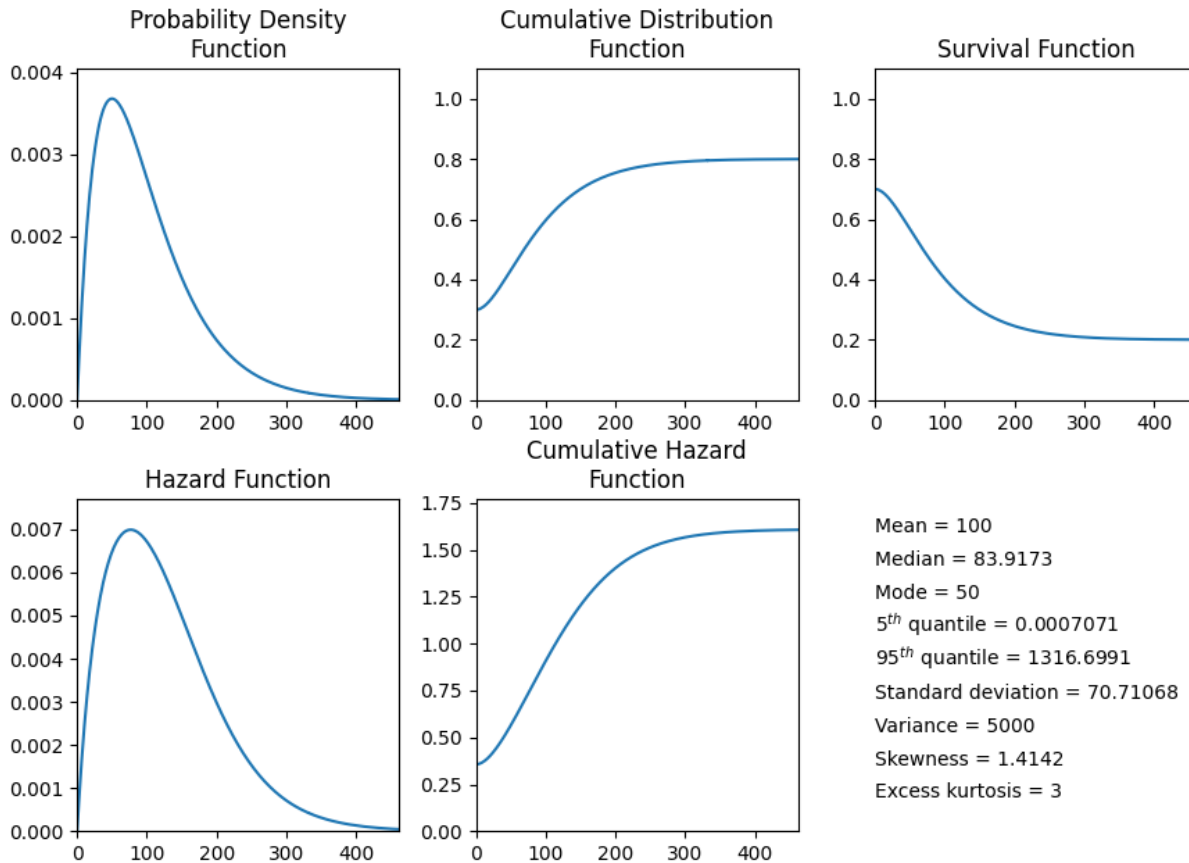 Probability Density
Function
0.004
0.003
0.002
0.001
0.000
0 100 200 300 400
Cumulative Distribution
Function
1.0
0.8
0.6
0.4
0.2
0.0
0 100 200 300 400
Survival Function
1.0
0.8
0.6
0.4
0.2
0.0
0 100 200 300 400
Hazard Function
0.007
0.006
0.005
0.004
0.003
0.002
0.001
0.000
0 100 200 300 400
Cumulative Hazard
Function
1.75
1.50
1.25
1.00
0.75
0.50
0.25
0.00
0 100 200 300 400
Mean = 100
Median = 83.9173
Mode = 50
5th quantile = 0.0007071
95th quantile = 1316.6991
Standard deviation = 70.71068
Variance = 5000
Skewness = 1.4142
Excess kurtosis = 3